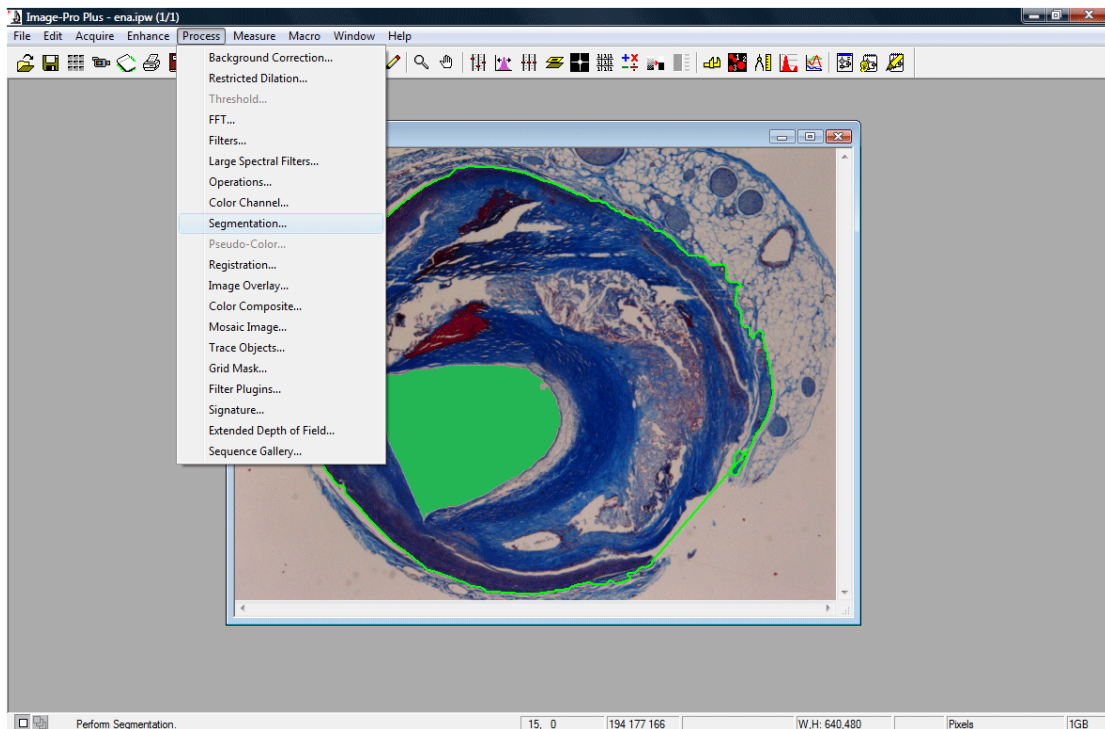 Image-Pro Plus - ena.ipw (1/1)
File Edit Acquire Enhance Process Measure Macro Window Help
Background Correction...
Restricted Dilation...
Threshold...
FFT...
Filters...
Large Spectral Filters...
Operations...
Color Channel...
Segmentation...
Pseudo-Color...
Registration...
Image Overlay...
Color Composite...
Mosaic Image...
Trace Objects...
Grid Mask...
Filter Plugins...
Signature...
Extended Depth of Field...
Sequence Gallery...
Perform Segmentation. 15, 0 194 177 166 W,H: 640,480 Pixels 1GB